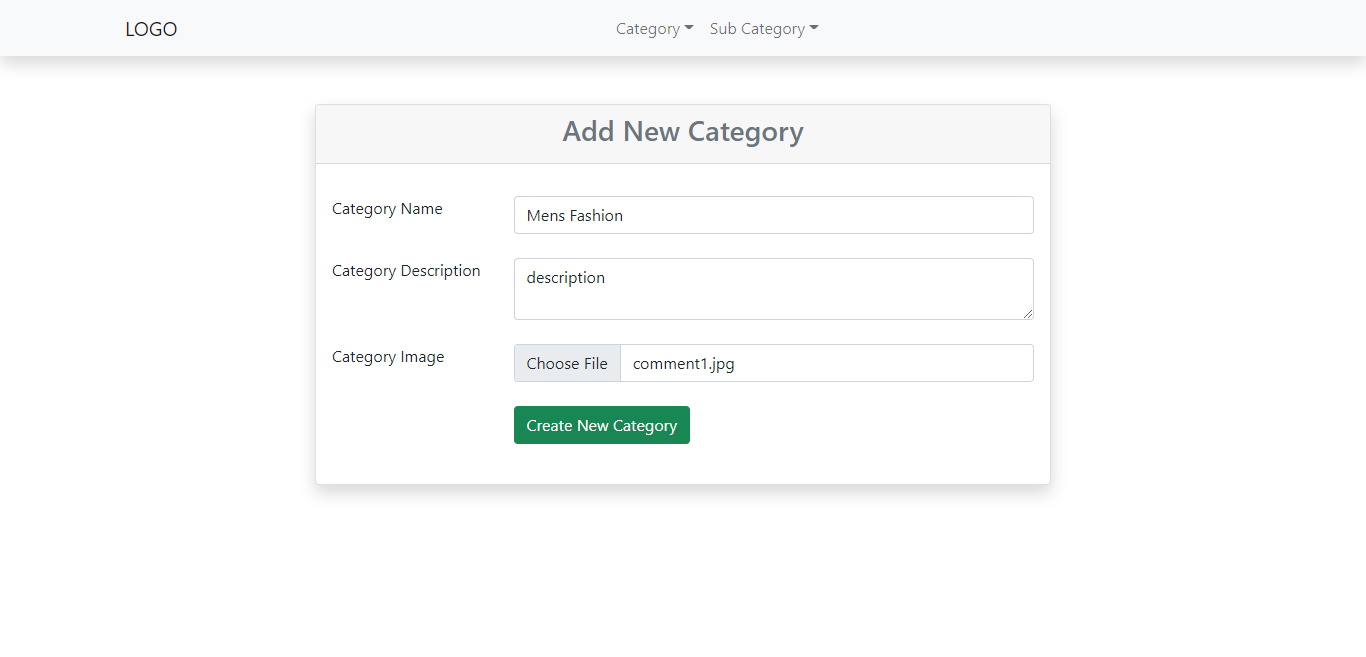 LOGO
Category Sub Category
Add New Category
Category Name Mens Fashion
Category Description description
Category Image Choose File comment1.jpg
Create New Category